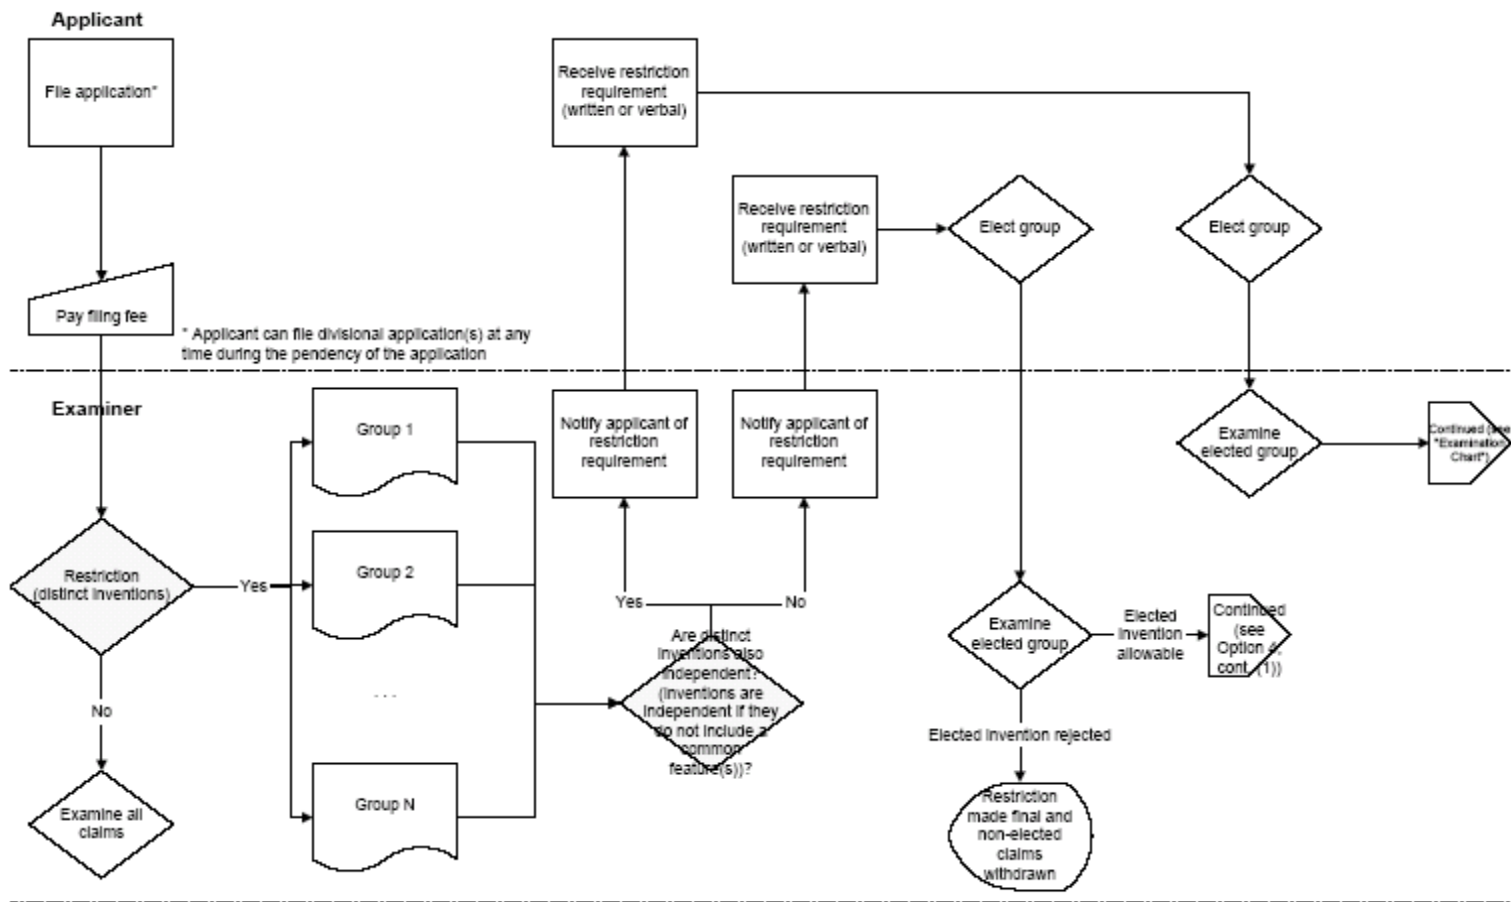 Applicant
File application*
Receive restriction
requirement
(written or verbal)
Receive restriction
requirement
(written or verbal)
Elect group
Elect group
Pay filing fee
* Applicant can file divisional application(s) at any
time during the pendency of the application
Examiner
Group 1
Notify applicant of
restriction
requirement
Notify applicant of
restriction
requirement
Examine
elected group
Continued (see
"Examination
Chart")
Restriction
(distinct inventions)
Yes
Group 2
Yes
No
Are distinct
inventions also
independent?
(Inventions are
independent if they
do not include a
common
feature(s))?
Examine
elected group
Elected
invention
allowable
Continued
(see
Option 4,
cont. (1))
. . .
No
Elected invention rejected
Examine all
claims
Group N
Restriction
made final and
non-elected
claims
withdrawn